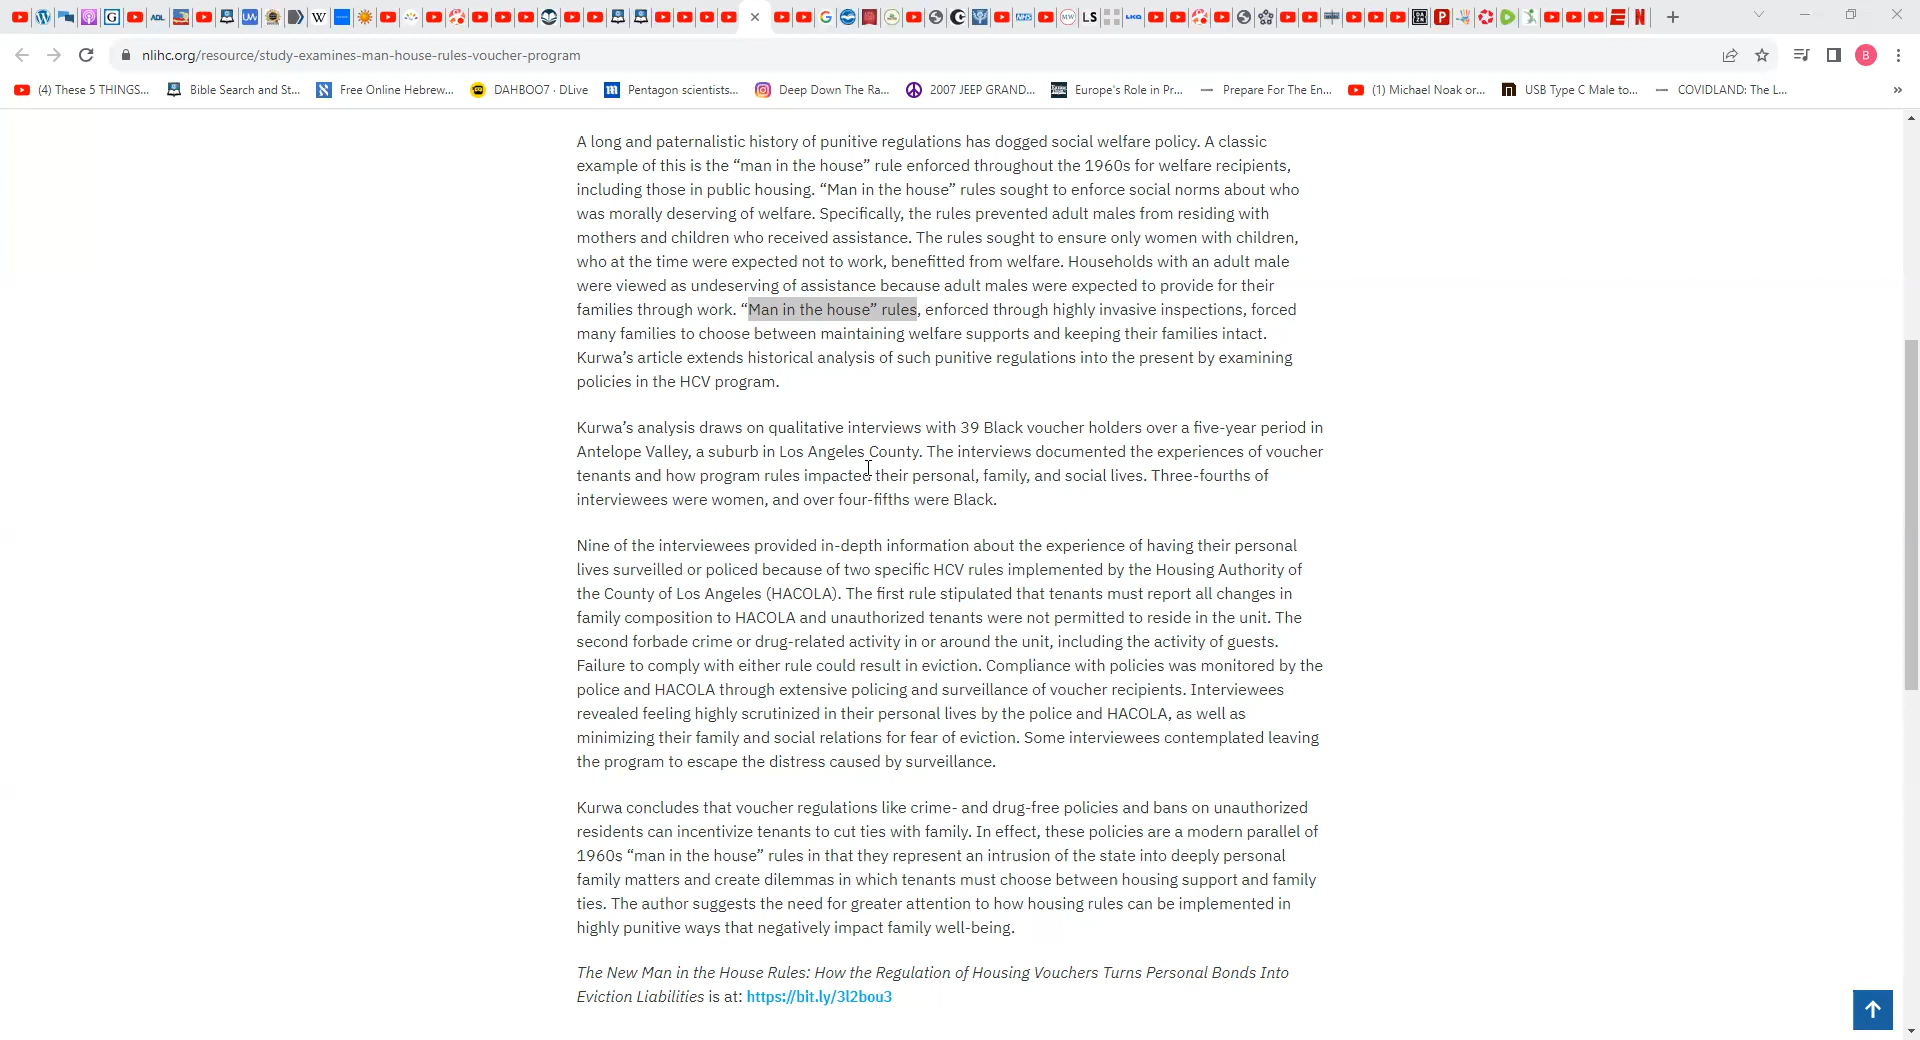 nlihc.org/resource/study-examines-man-house-rules-voucher-program
B
(4) These 5 THINGS...
Bible Search and St...
Free Online Hebrew...
DAHBOO7 · DLive
Pentagon scientists...
Deep Down The Ra...
2007 JEEP GRAND...
Europe's Role in Pr...
Prepare For The En...
(1) Michael Noak or...
USB Type C Male to...
COVIDLAND: The L...
A long and paternalistic history of punitive regulations has dogged social welfare policy. A classic
example of this is the “man in the house” rule enforced throughout the 1960s for welfare recipients,
including those in public housing. “Man in the house” rules sought to enforce social norms about who
was morally deserving of welfare. Specifically, the rules prevented adult males from residing with
mothers and children who received assistance. The rules sought to ensure only women with children,
who at the time were expected not to work, benefitted from welfare. Households with an adult male
were viewed as undeserving of assistance because adult males were expected to provide for their
families through work. “Man in the house” rules, enforced through highly invasive inspections, forced
many families to choose between maintaining welfare supports and keeping their families intact.
Kurwa’s article extends historical analysis of such punitive regulations into the present by examining
policies in the HCV program.
Kurwa’s analysis draws on qualitative interviews with 39 Black voucher holders over a five-year period in
Antelope Valley, a suburb in Los Angeles County. The interviews documented the experiences of voucher
tenants and how program rules impacted their personal, family, and social lives. Three-fourths of
interviewees were women, and over four-fifths were Black.
Nine of the interviewees provided in-depth information about the experience of having their personal
lives surveilled or policed because of two specific HCV rules implemented by the Housing Authority of
the County of Los Angeles (HACOLA). The first rule stipulated that tenants must report all changes in
family composition to HACOLA and unauthorized tenants were not permitted to reside in the unit. The
second forbade crime or drug-related activity in or around the unit, including the activity of guests.
Failure to comply with either rule could result in eviction. Compliance with policies was monitored by the
police and HACOLA through extensive policing and surveillance of voucher recipients. Interviewees
revealed feeling highly scrutinized in their personal lives by the police and HACOLA, as well as
minimizing their family and social relations for fear of eviction. Some interviewees contemplated leaving
the program to escape the distress caused by surveillance.
Kurwa concludes that voucher regulations like crime- and drug-free policies and bans on unauthorized
residents can incentivize tenants to cut ties with family. In effect, these policies are a modern parallel of
1960s “man in the house” rules in that they represent an intrusion of the state into deeply personal
family matters and create dilemmas in which tenants must choose between housing support and family
ties. The author suggests the need for greater attention to how housing rules can be implemented in
highly punitive ways that negatively impact family well-being.
The New Man in the House Rules: How the Regulation of Housing Vouchers Turns Personal Bonds Into
Eviction Liabilities is at: https://bit.ly/3l2bou3